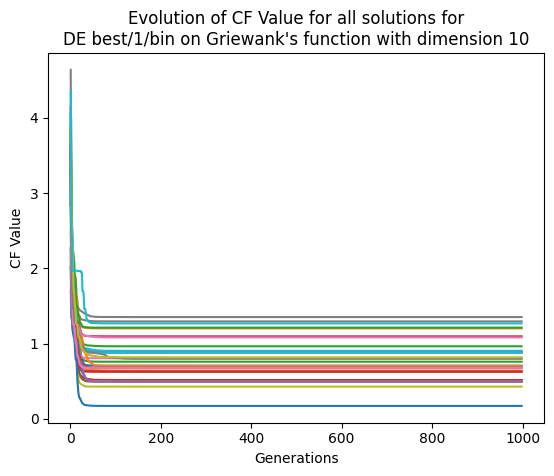 Evolution of CF Value for all solutions for
DE best/1/bin on Griewank's function with dimension 10
4
3
2
1
0
CF Value
0
200
400
600
800
1000
Generations